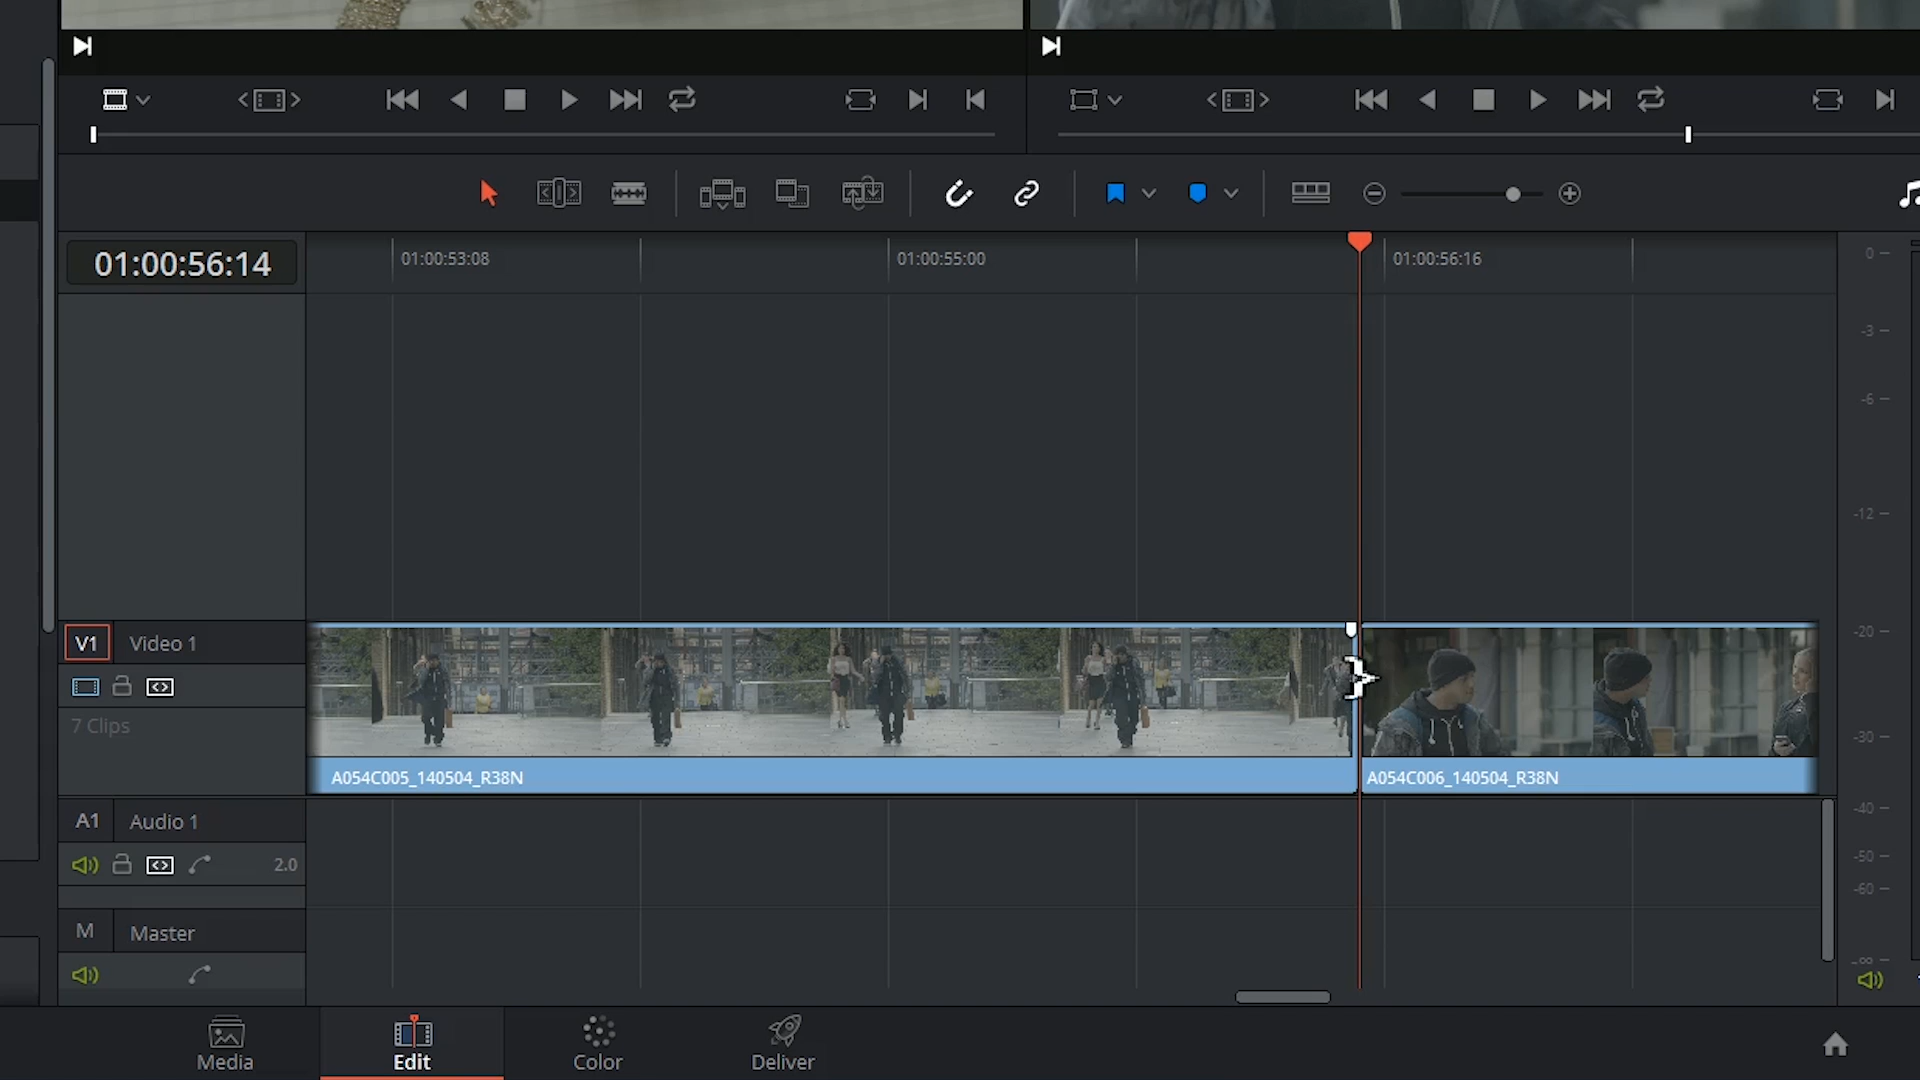 01:00:56:14
01:00:53:08
01:00:55:00
01:00:56:16
0
-3
-6
-12
-20
-30
-40
-50
-60
-∞
V1 Video 1
7 Clips
A054C005_140504_R38N
A054C006_140504_R38N
A1 Audio 1
2.0
M Master
Media
Edit
Color
Deliver